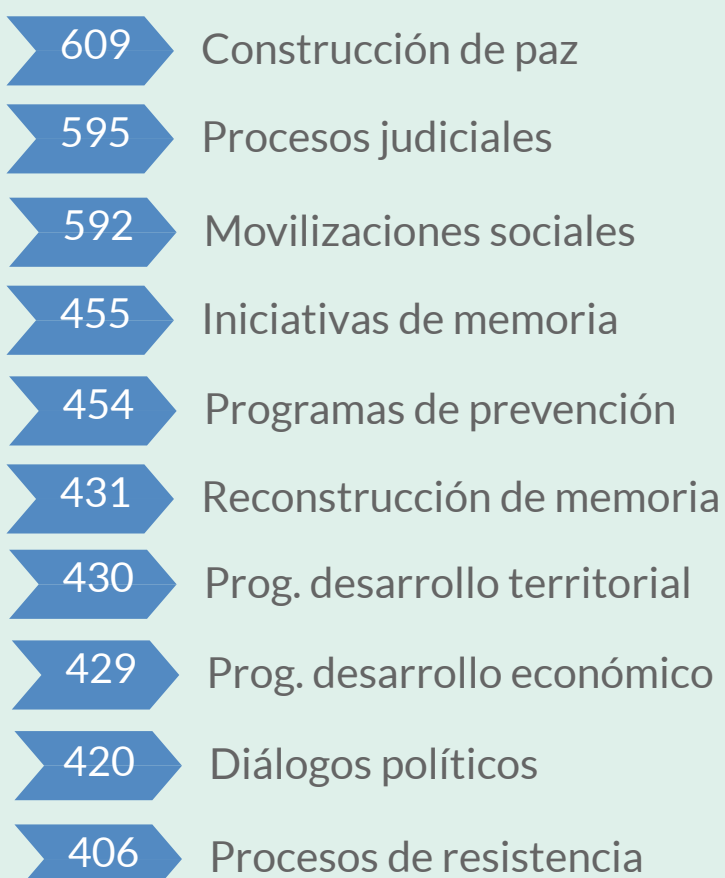 609 Construcción de paz
595 Procesos judiciales
592 Movilizaciones sociales
455 Iniciativas de memoria
454 Programas de prevención
431 Reconstrucción de memoria
430 Prog. desarrollo territorial
429 Prog. desarrollo económico
420 Diálogos políticos
406 Procesos de resistencia